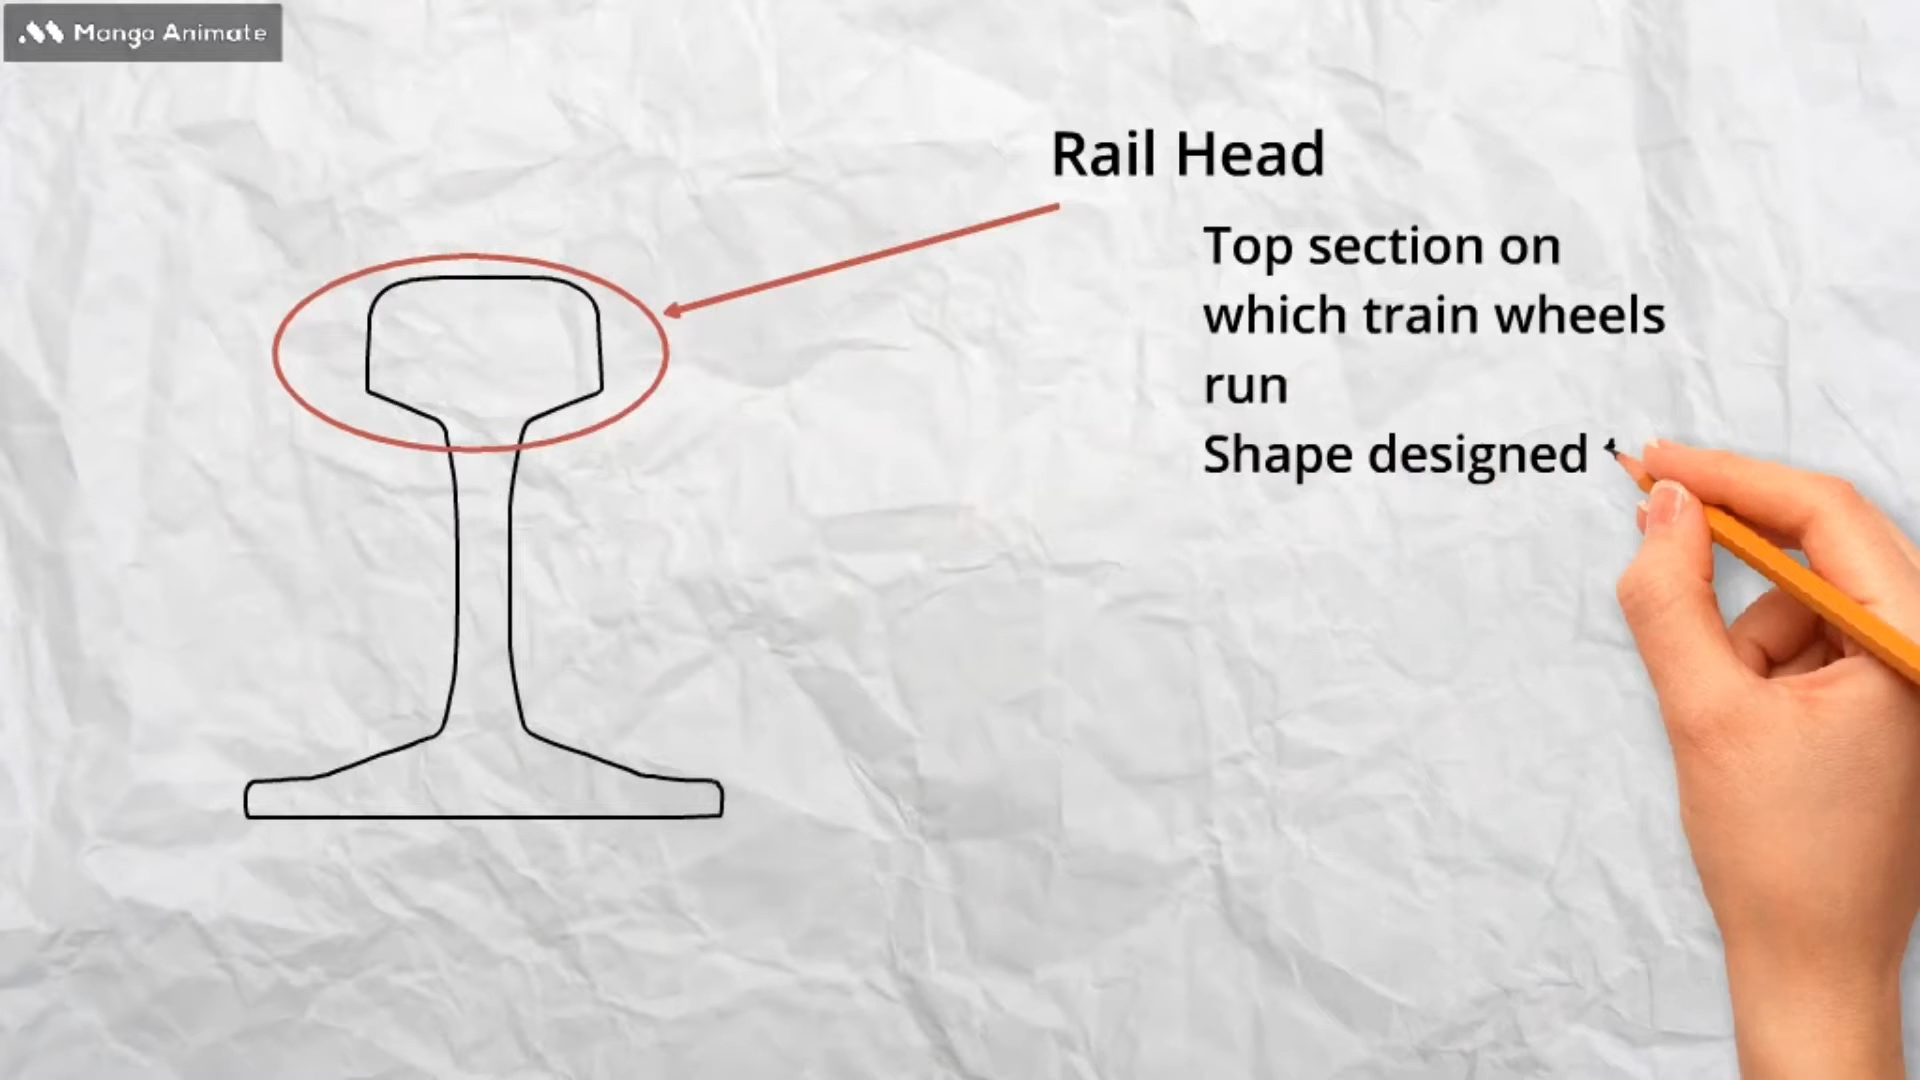 Manga Animate
Rail Head
Top section on
which train wheels
run
Shape designed